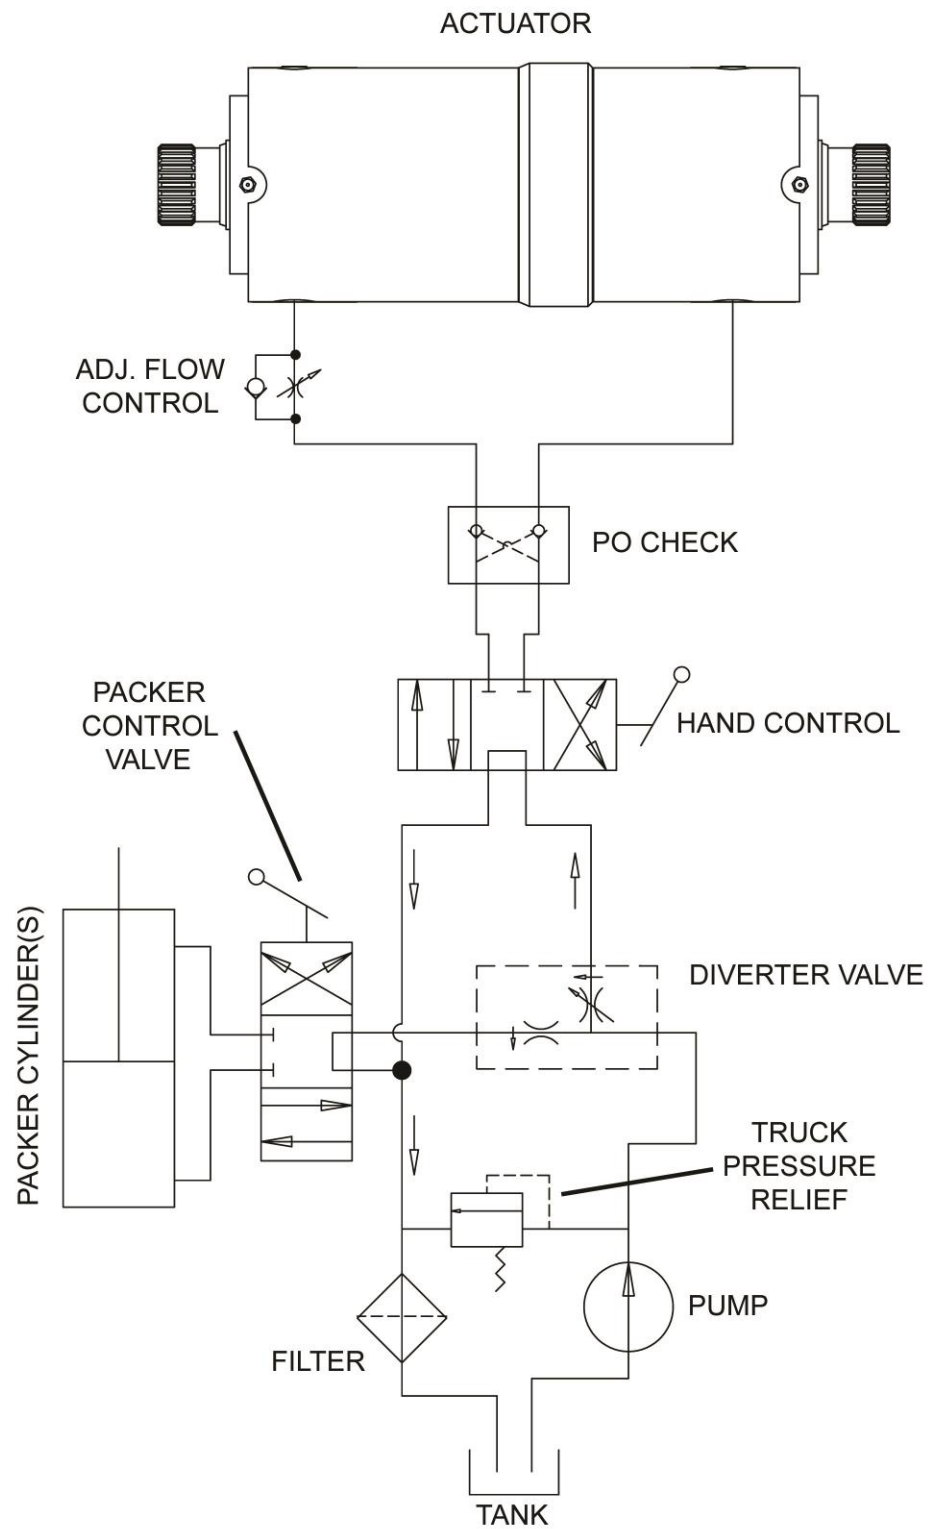 ACTUATOR
ADJ. FLOW
CONTROL
PO CHECK
PACKER
CONTROL
VALVE
HAND CONTROL
PACKER CYLINDER(S)
DIVERTER VALVE
TRUCK
PRESSURE
RELIEF
PUMP
FILTER
TANK